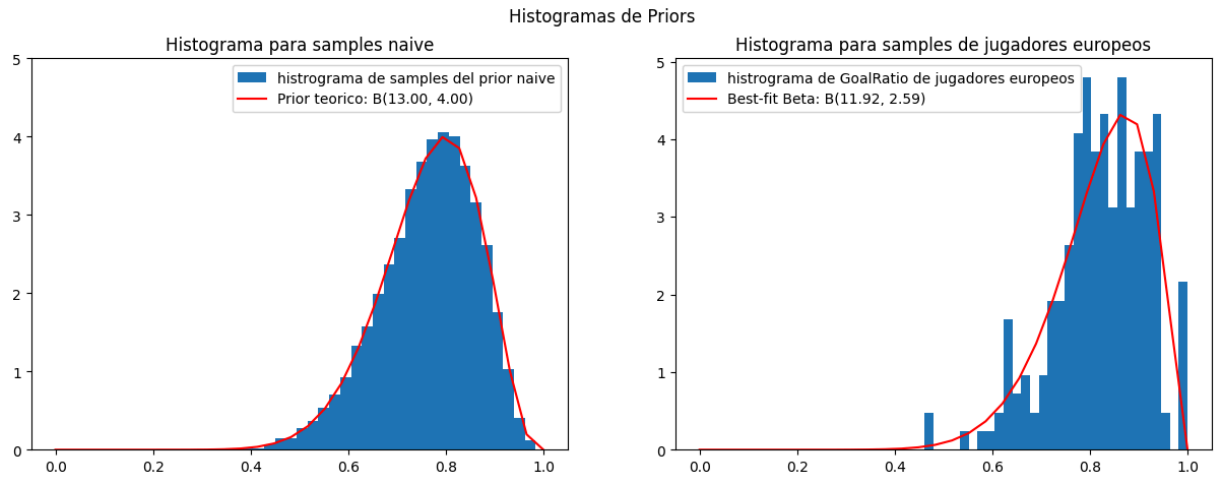 Histogramas de Priors
Histograma para samples naive
histrograma de samples del prior naive
Prior teorico: B(13.00, 4.00)
5
4
3
2
1
0
0.0 0.2 0.4 0.6 0.8 1.0
Histograma para samples de jugadores europeos
histrograma de GoalRatio de jugadores europeos
Best-fit Beta: B(11.92, 2.59)
5
4
3
2
1
0
0.0 0.2 0.4 0.6 0.8 1.0